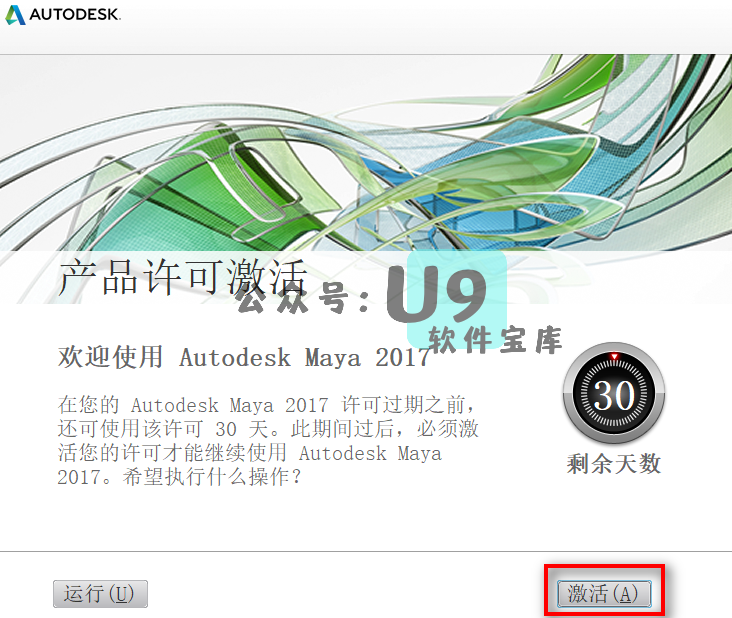 AUTODESK.
产品许可激活
公众号:U9
软件宝库
欢迎使用 Autodesk Maya 2017
在您的 Autodesk Maya 2017 许可过期之前，
还可使用该许可 30 天。此期间过后，必须激
活您的许可才能继续使用 Autodesk Maya
2017。希望执行什么操作？
30
剩余天数
运行(U)
激活(A)